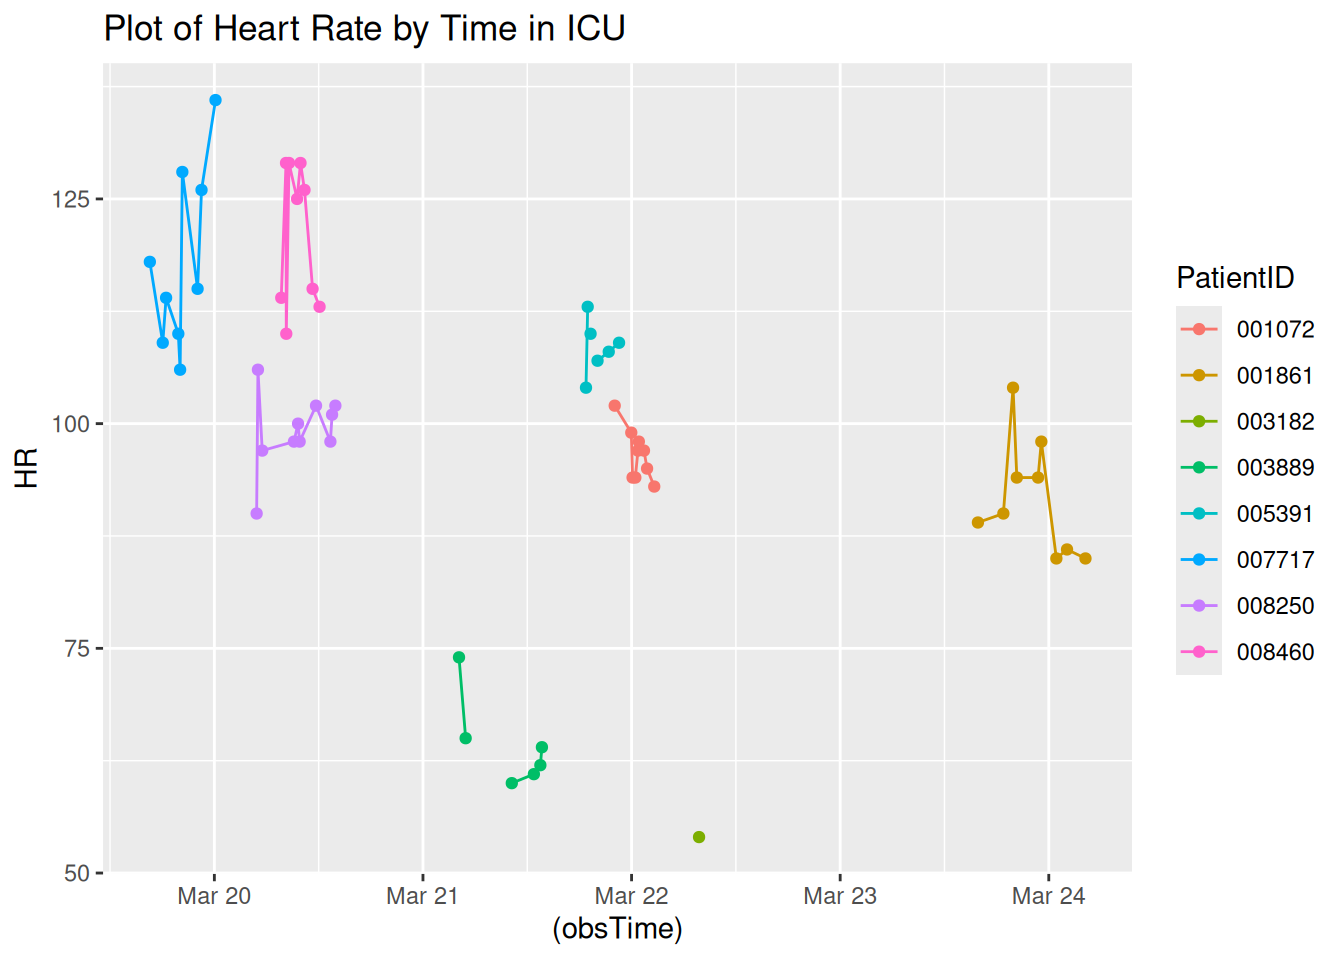 Plot of Heart Rate by Time in ICU
HR
125
100
75
50
Mar 20
Mar 21
Mar 22
Mar 23
Mar 24
(obsTime)
PatientID
001072
001861
003182
003889
005391
007717
008250
008460